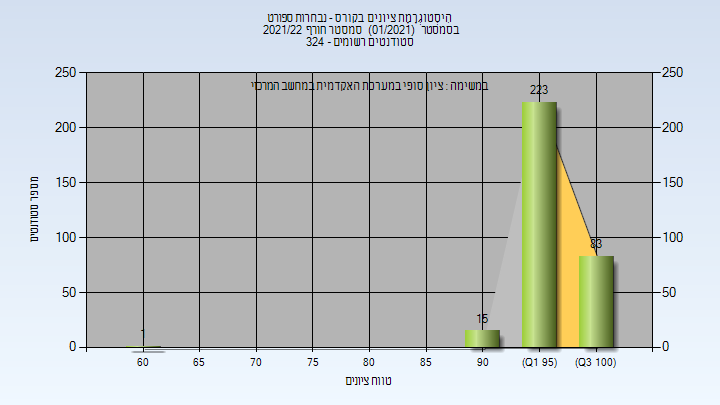 היסטוגרמת ציונים בקורס - נבחרות ספורט
בסמסטר (01/2021) סמסטר חורף 2021/22
סטודנטים רשומים - 324
במשימה : ציון סופי במערכת האקדמית במחשב המרכזי
250
200
150
100
50
0
250
200
150
100
50
0
מספר סטודנטים
1
15
223
83
60
65
70
75
80
85
90
(Q1 95)
(Q3 100)
טווח ציונים